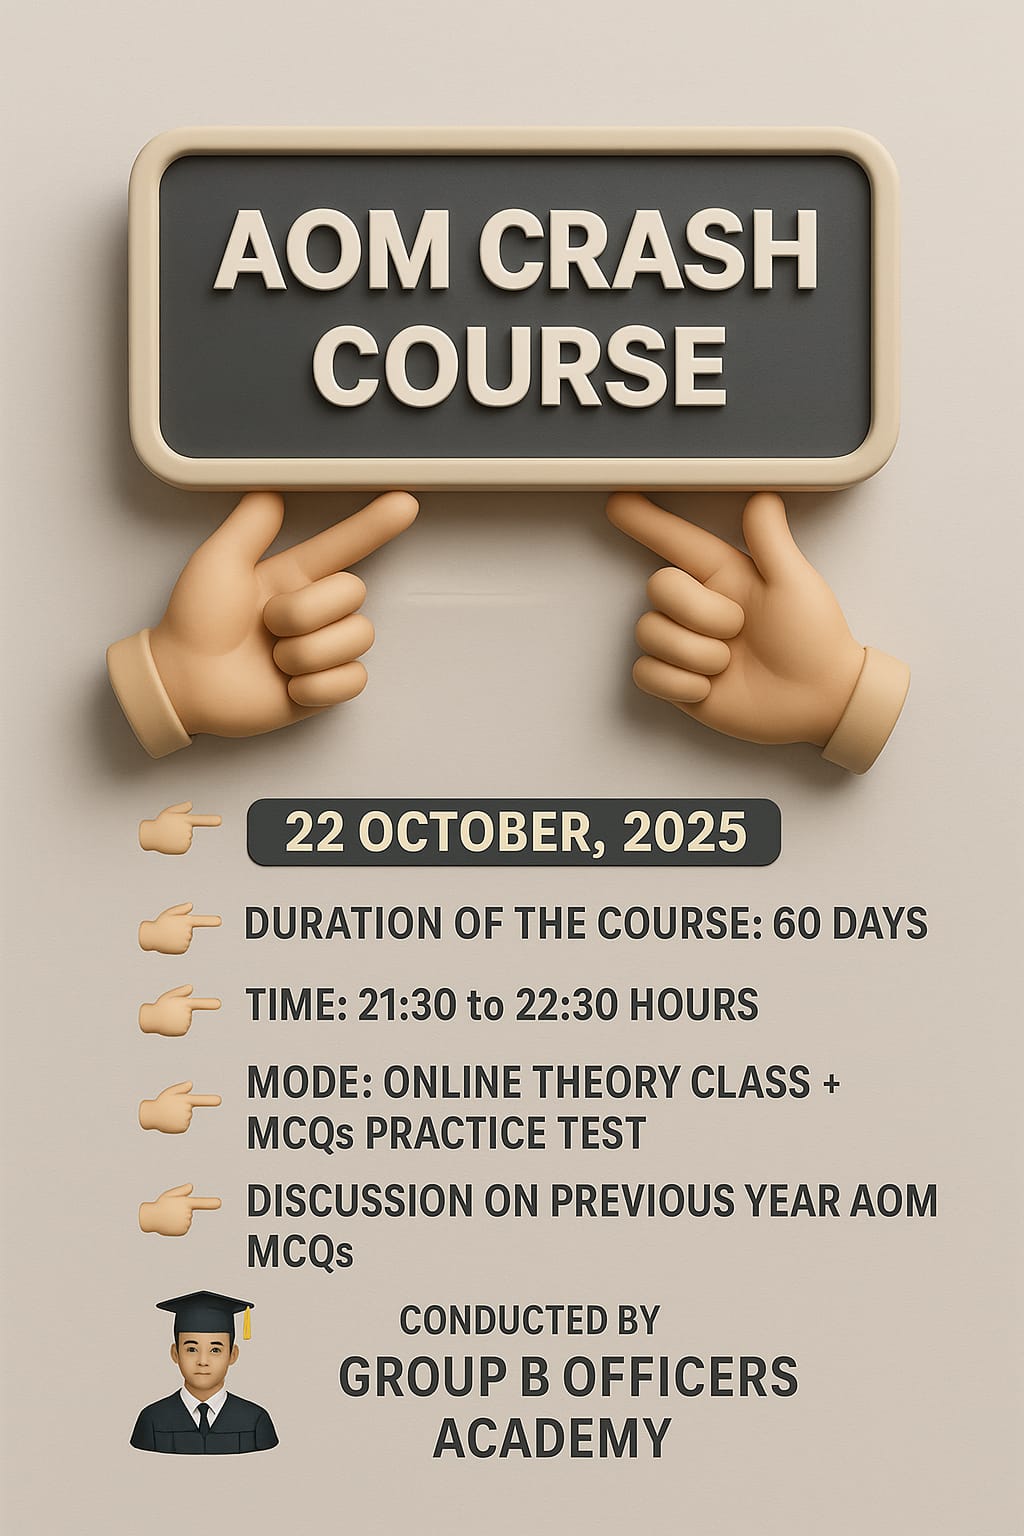 AOM CRASH
COURSE
22 OCTOBER, 2025
DURATION OF THE COURSE: 60 DAYS
TIME: 21:30 to 22:30 HOURS
MODE: ONLINE THEORY CLASS +
MCQs PRACTICE TEST
DISCUSSION ON PREVIOUS YEAR AOM
MCQs
CONDUCTED BY
GROUP B OFFICERS
ACADEMY